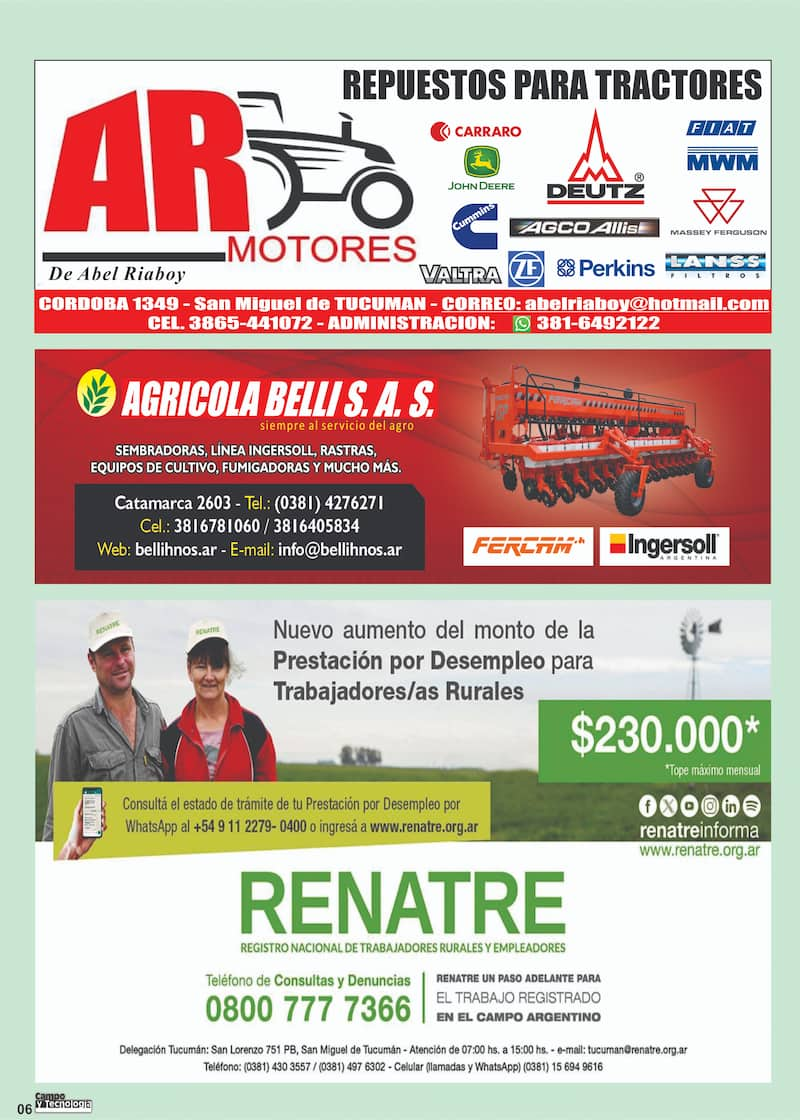 AR
MOTORES
De Abel Riaboy
REPUESTOS PARA TRACTORES
CARRARO
JOHN DEERE
DEUTZ®
FIAT
MWM
Cummins
AGCO Allis
MASSEY FERGUSON
VALTRA
ZF
Perkins
LANSS
FILTROS
CORDOBA 1349 - San Miguel de TUCUMAN - CORREO: abelriaboy@hotmail.com
CEL. 3865-441072 - ADMINISTRACION: 381-6492122
AGRICOLA BELLI S. A. S.
siempre al servicio del agro
SEMBRADORAS, LÍNEA INGERSOLL, RASTRAS,
EQUIPOS DE CULTIVO, FUMIGADORAS Y MUCHO MÁS.
Catamarca 2603 - Tel.: (0381) 4276271
Cel.: 3816781060 / 3816405834
Web: bellihnos.ar - E-mail: info@bellihnos.ar
FERCAM
FERCAM
Ingersoll
ARGENTINA
RENATRE
RENATRE
Nuevo aumento del monto de la
Prestación por Desempleo para
Trabajadores/as Rurales
$230.000*
*Tope máximo mensual
Consultá el estado de trámite de tu Prestación por Desempleo por
WhatsApp al +54 9 11 2279- 0400 o ingresá a www.renatre.org.ar
renatreinforma
www.renatre.org.ar
RENATRE
REGISTRO NACIONAL DE TRABAJADORES RURALES Y EMPLEADORES
Teléfono de Consultas y Denuncias
0800 777 7366
RENATRE UN PASO ADELANTE PARA
EL TRABAJO REGISTRADO
EN EL CAMPO ARGENTINO
Delegación Tucumán: San Lorenzo 751 PB, San Miguel de Tucumán - Atención de 07:00 hs. a 15:00 hs. - e-mail: tucuman@renatre.org.ar
Teléfono: (0381) 430 3557 / (0381) 497 6302 - Celular (llamadas y WhatsApp) (0381) 15 694 9616
06
Campo
y Tecnología